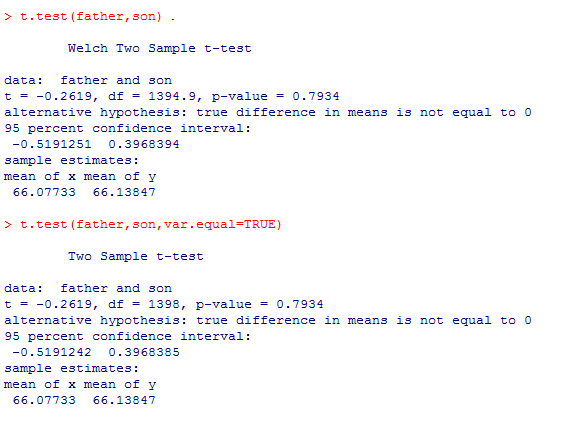 > t.test(father,son) .
Welch Two Sample t-test
data:  father and son
t = -0.2619, df = 1394.9, p-value = 0.7934
alternative hypothesis: true difference in means is not equal to 0
95 percent confidence interval:
 -0.5191251  0.3968394
sample estimates:
mean of x mean of y
 66.07733  66.13847
> t.test(father,son,var.equal=TRUE)
Two Sample t-test
data:  father and son
t = -0.2619, df = 1398, p-value = 0.7934
alternative hypothesis: true difference in means is not equal to 0
95 percent confidence interval:
 -0.5191242  0.3968385
sample estimates:
mean of x mean of y
 66.07733  66.13847